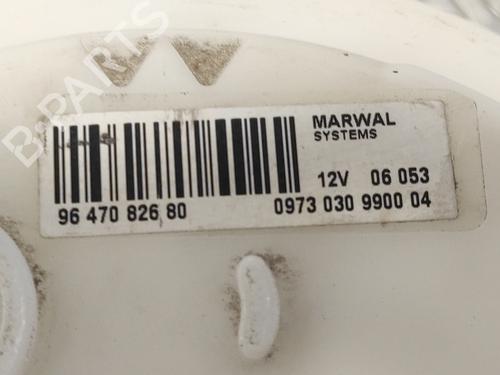 B-PARTS
MARWAL
SYSTEMS
12V 06 053
96 470 826 80
0973 030 9900 04